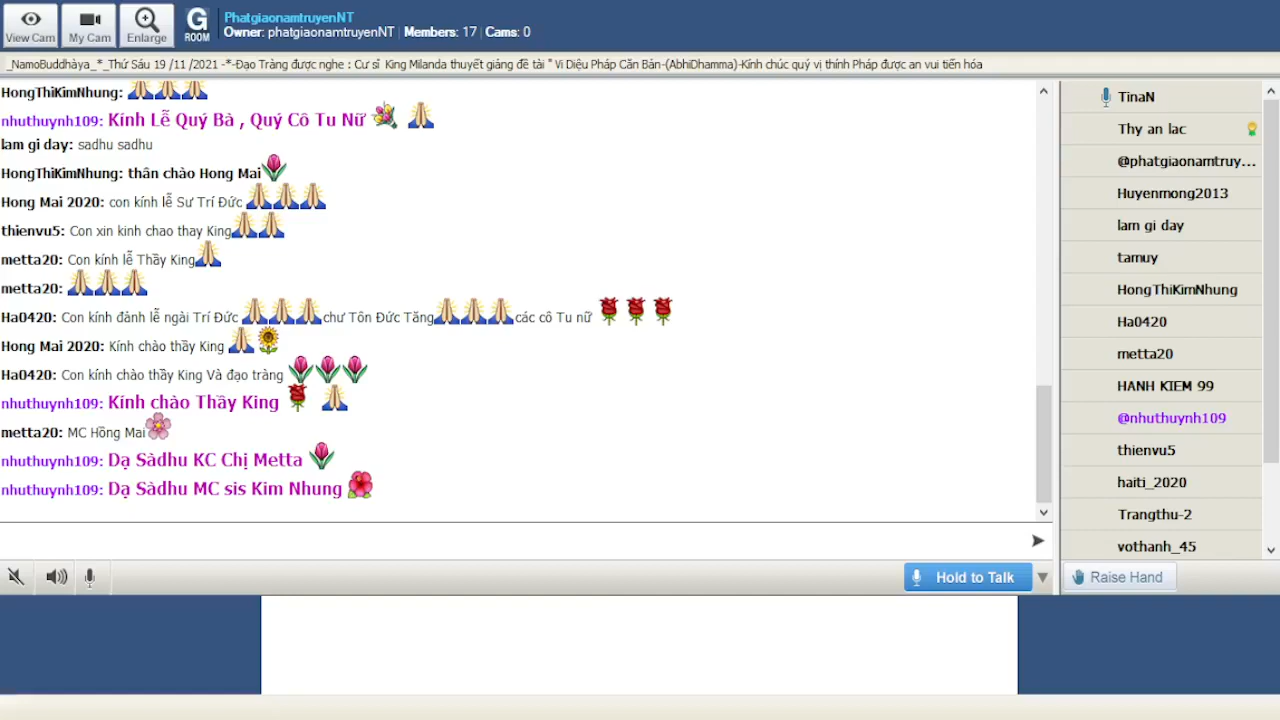 View Cam
My Cam
Enlarge
G
ROOM
PhatgiaonamtruyenNT
Owner: phatgiaonamtruyenNT | Members: 17 | Cams: 0
_NamoBuddhàya_*_Thứ Sáu 19 /11 /2021 -*-Đạo Tràng được nghe : Cư sĩ King Milanda thuyết giảng đề tài " Vi Diệu Pháp Căn Bản-(AbhiDhamma)-Kính chúc quý vị thính Pháp được an vui tiến hóa
HongThiKimNhung:
nhuthuynh109: Kính Lễ Quý Bà , Quý Cô Tu Nữ
lam gi day: sadhu sadhu
HongThiKimNhung: thân chào Hong Mai
Hong Mai 2020: con kính lễ Sư Trí Đức
thienvu5: Con xin kinh chao thay King
metta20: Con kính lễ Thầy King
metta20:
Ha0420: Con kính đảnh lễ ngài Trí Đức chư Tôn Đức Tăng các cô Tu nữ
Hong Mai 2020: Kính chào thầy King
Ha0420: Con kính chào thầy King Và đạo tràng
nhuthuynh109: Kính chào Thầy King
metta20: MC Hồng Mai
nhuthuynh109: Dạ Sàdhu KC Chị Metta
nhuthuynh109: Dạ Sàdhu MC sis Kim Nhung
TinaN
Thy an lac
@phatgiaonamtruy...
Huyenmong2013
lam gi day
tamuy
HongThiKimNhung
Ha0420
metta20
HANH KIEM 99
@nhuthuynh109
thienvu5
haiti_2020
Trangthu-2
vothanh_45
Hold to Talk
Raise Hand